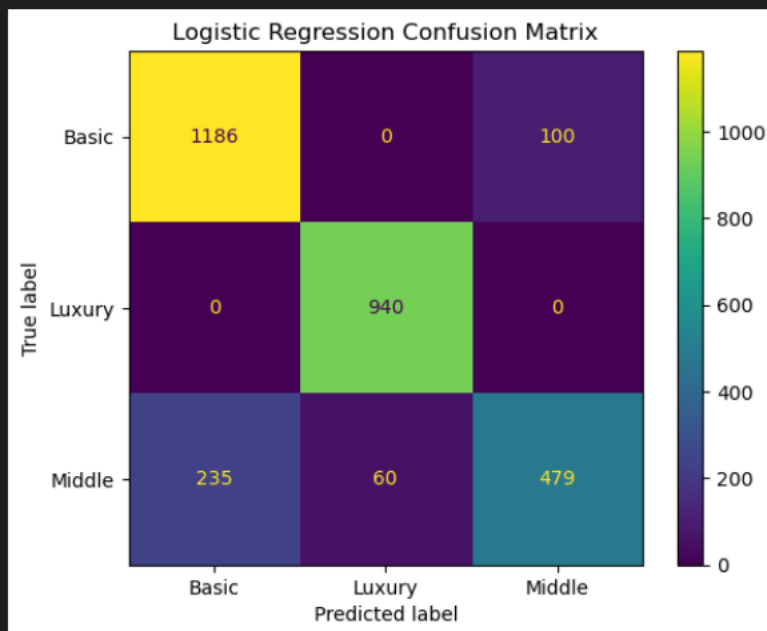 Logistic Regression Confusion Matrix
Basic 1186 0 100
Luxury 0 940 0
Middle 235 60 479
Basic Luxury Middle
Predicted label
True label
1000
800
600
400
200
0